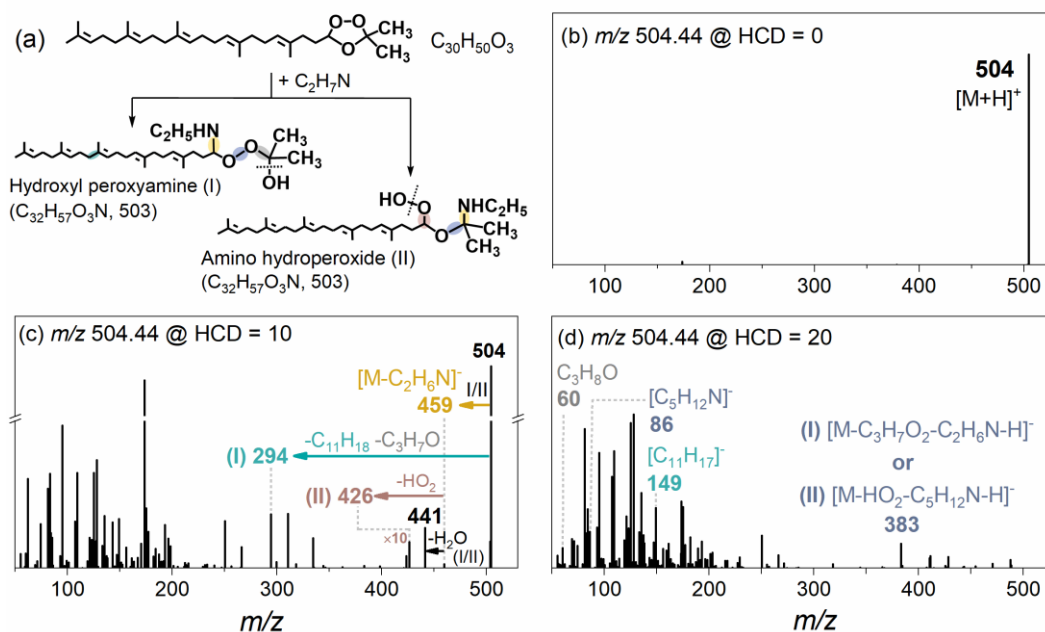 (a)
O-O
O
CH₃
CH₃
C₃₀H₅₀O₃
+ C₂H₇N
C₂H₅HN
O
O
CH₃
CH₃
OH
Hydroxyl peroxyamine (I)
(C₃₂H₅₇O₃N, 503)
HO
O
NHC₂H₅
O
CH₃
CH₃
Amino hydroperoxide (II)
(C₃₂H₅₇O₃N, 503)
(b) m/z 504.44 @ HCD = 0
504
[M+H]⁺
100 200 300 400 500
(c) m/z 504.44 @ HCD = 10
504
[M-C₂H₆N]⁻
I/II
459
-C₁₁H₁₈ -C₃H₇O
(I) 294
-HO₂
(II) 426
441
×10
-H₂O
(I/II)
100 200 300 400 500
m/z
(d) m/z 504.44 @ HCD = 20
C₃H₈O
60
[C₅H₁₂N]⁻
86
[C₁₁H₁₇]⁻
149
(I) [M-C₃H₇O₂-C₂H₆N-H]⁻
or
(II) [M-HO₂-C₅H₁₂N-H]⁻
383
100 200 300 400 500
m/z